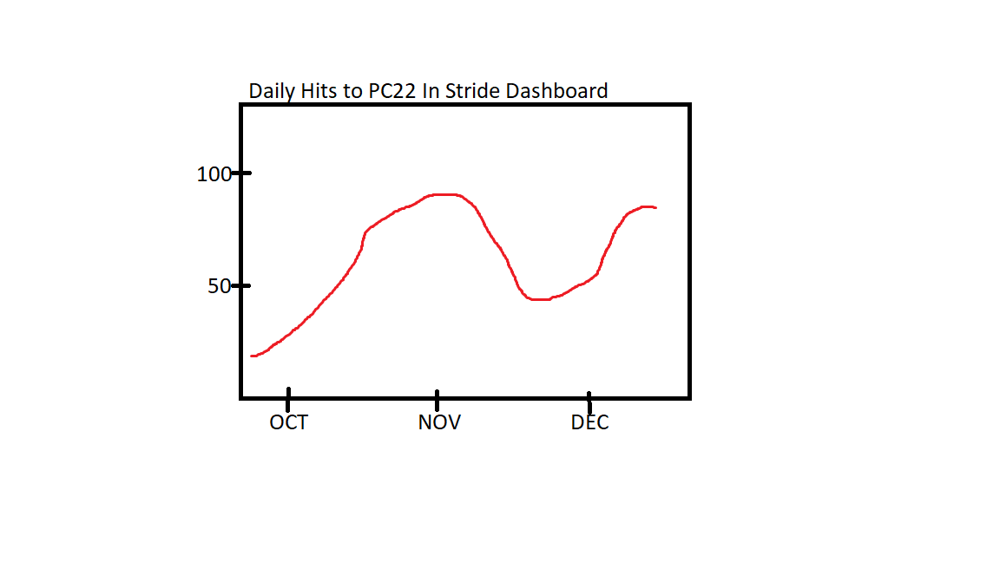 Daily Hits to PC22 In Stride Dashboard
100
50
OCT NOV DEC